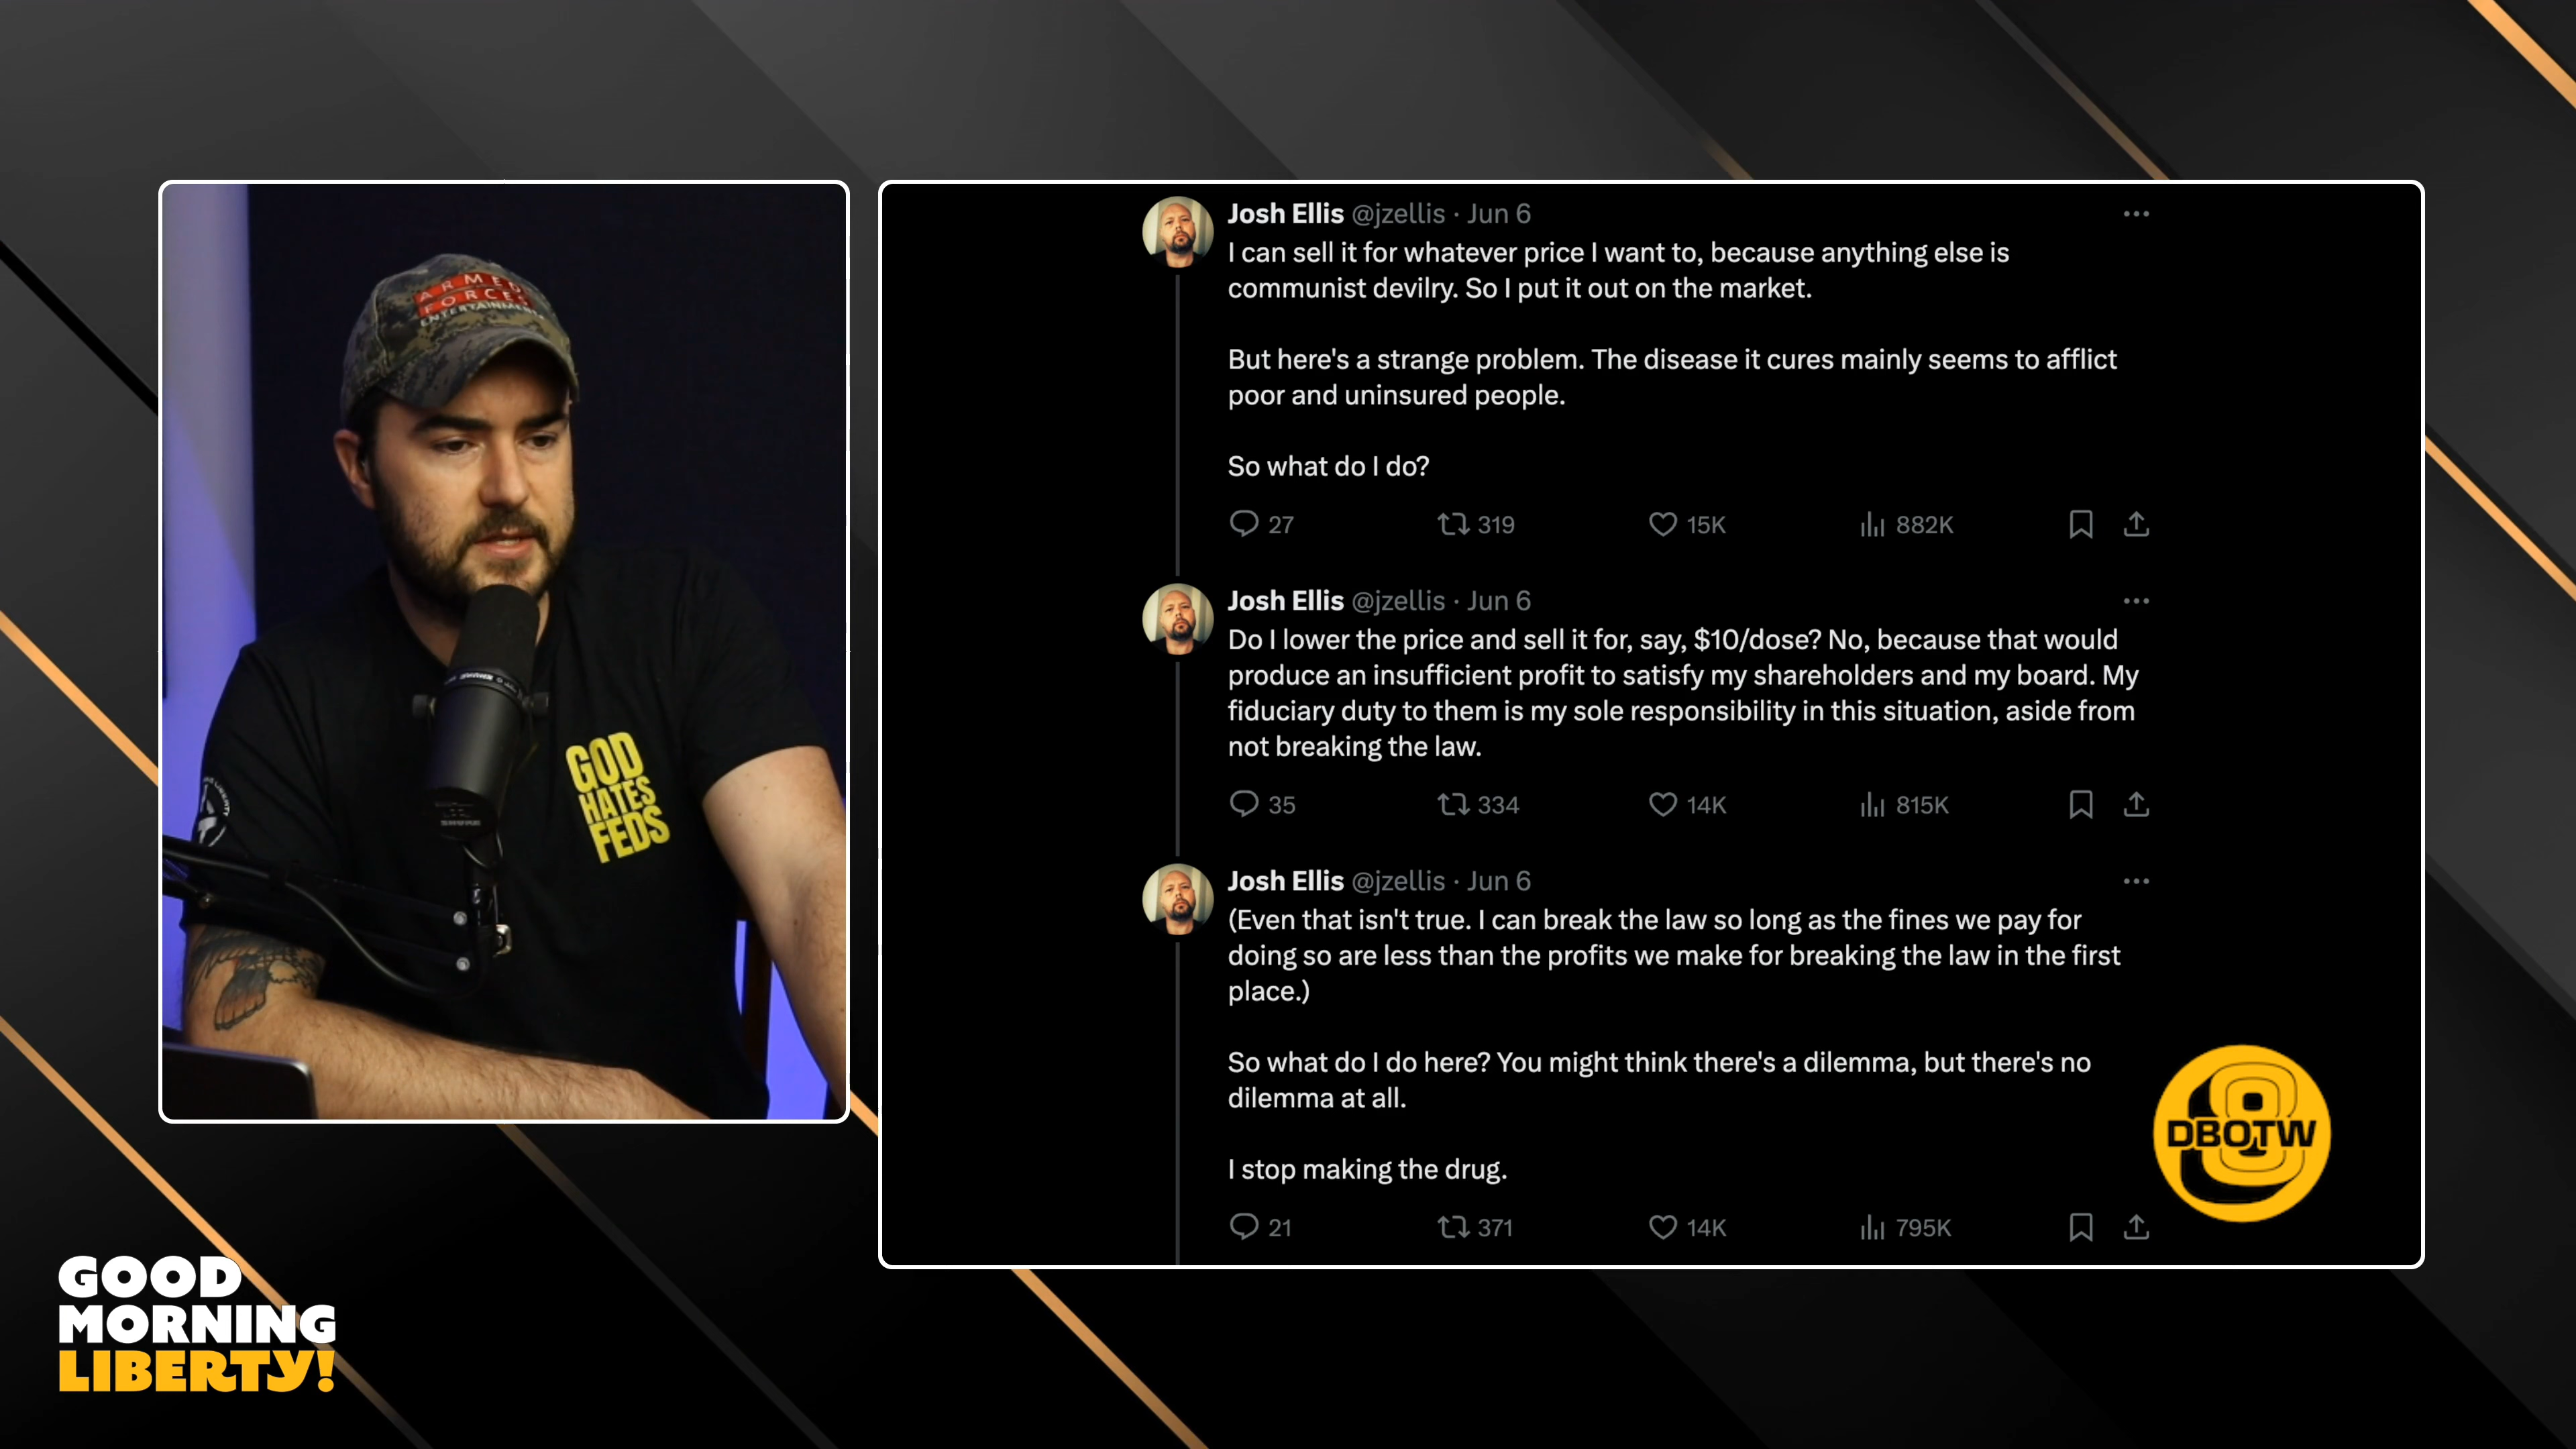 ARMED
FORCES
ENTERTAINMENT
GOD
HATES
FEDS
Josh Ellis @jzellis · Jun 6
I can sell it for whatever price I want to, because anything else is
communist devilry. So I put it out on the market.
But here's a strange problem. The disease it cures mainly seems to afflict
poor and uninsured people.
So what do I do?
27 319 15K 882K
Josh Ellis @jzellis · Jun 6
Do I lower the price and sell it for, say, $10/dose? No, because that would
produce an insufficient profit to satisfy my shareholders and my board. My
fiduciary duty to them is my sole responsibility in this situation, aside from
not breaking the law.
35 334 14K 815K
Josh Ellis @jzellis · Jun 6
(Even that isn't true. I can break the law so long as the fines we pay for
doing so are less than the profits we make for breaking the law in the first
place.)
So what do I do here? You might think there's a dilemma, but there's no
dilemma at all.
I stop making the drug.
21 371 14K 795K
8
DBOTW
GOOD
MORNING
LIBERTY!